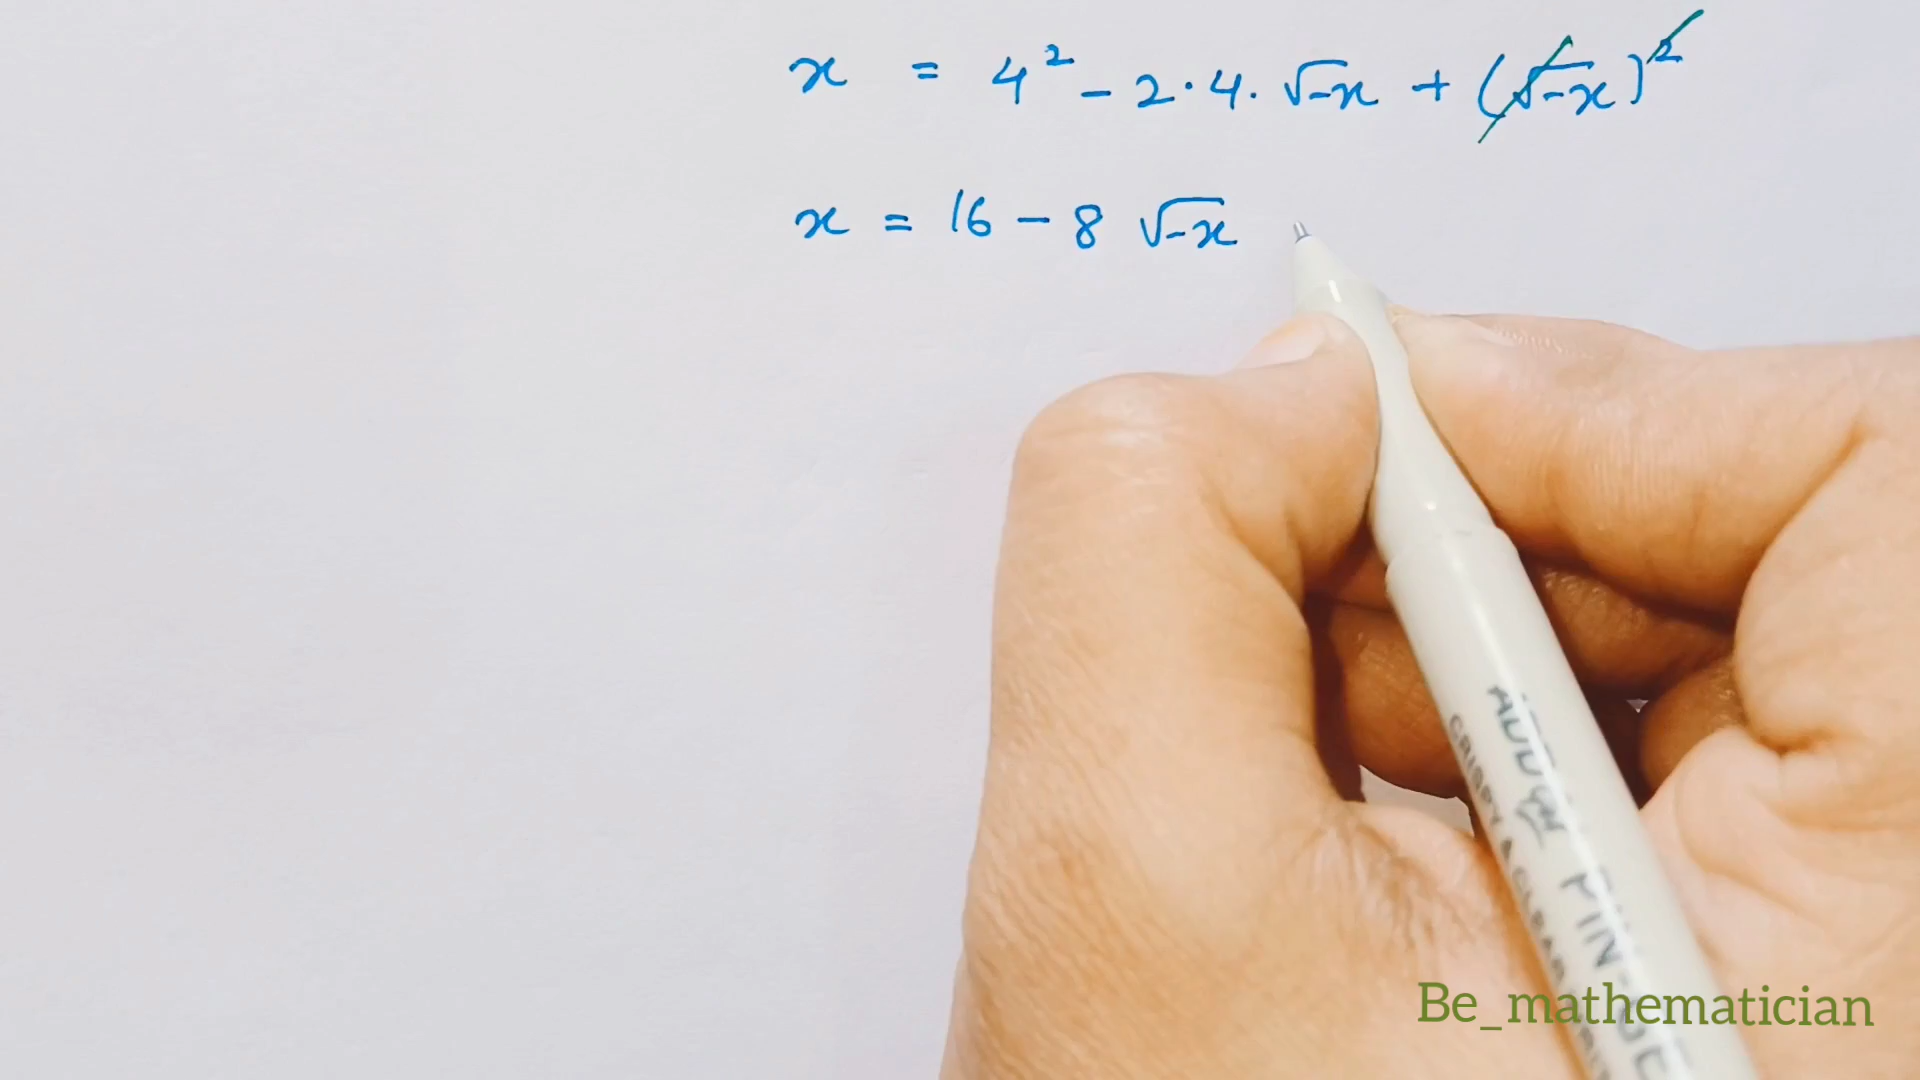 x = 4² - 2·4·√-x + (√-x)²
x = 16 - 8 √-x
Be_mathematician